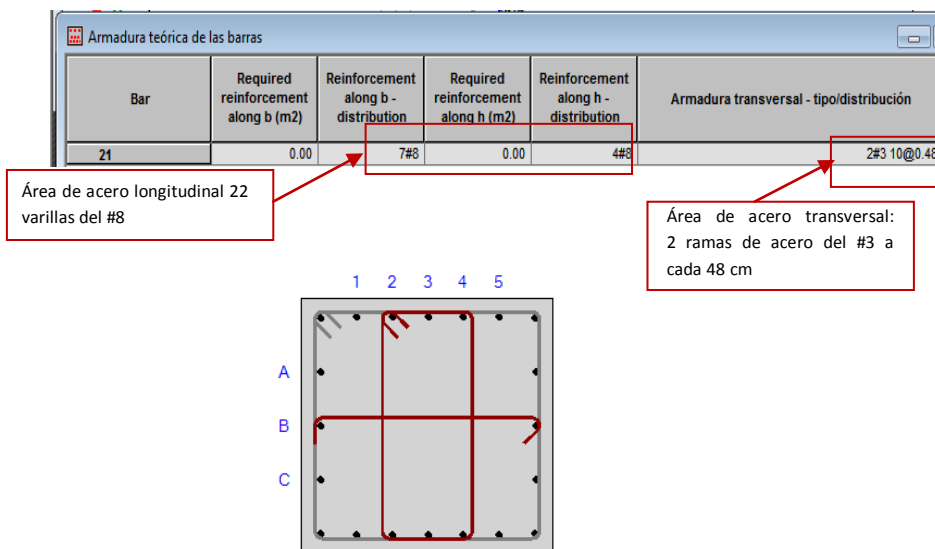 Armadura teórica de las barras
Bar
Required
reinforcement
along b (m2)
Reinforcement
along b -
distribution
Required
reinforcement
along h (m2)
Reinforcement
along h -
distribution
Armadura transversal - tipo/distribución
21 0.00 7#8 0.00 4#8 2#3 10@0.48
Área de acero longitudinal 22
varillas del #8
Área de acero transversal:
2 ramas de acero del #3 a
cada 48 cm
1 2 3 4 5
A
B
C